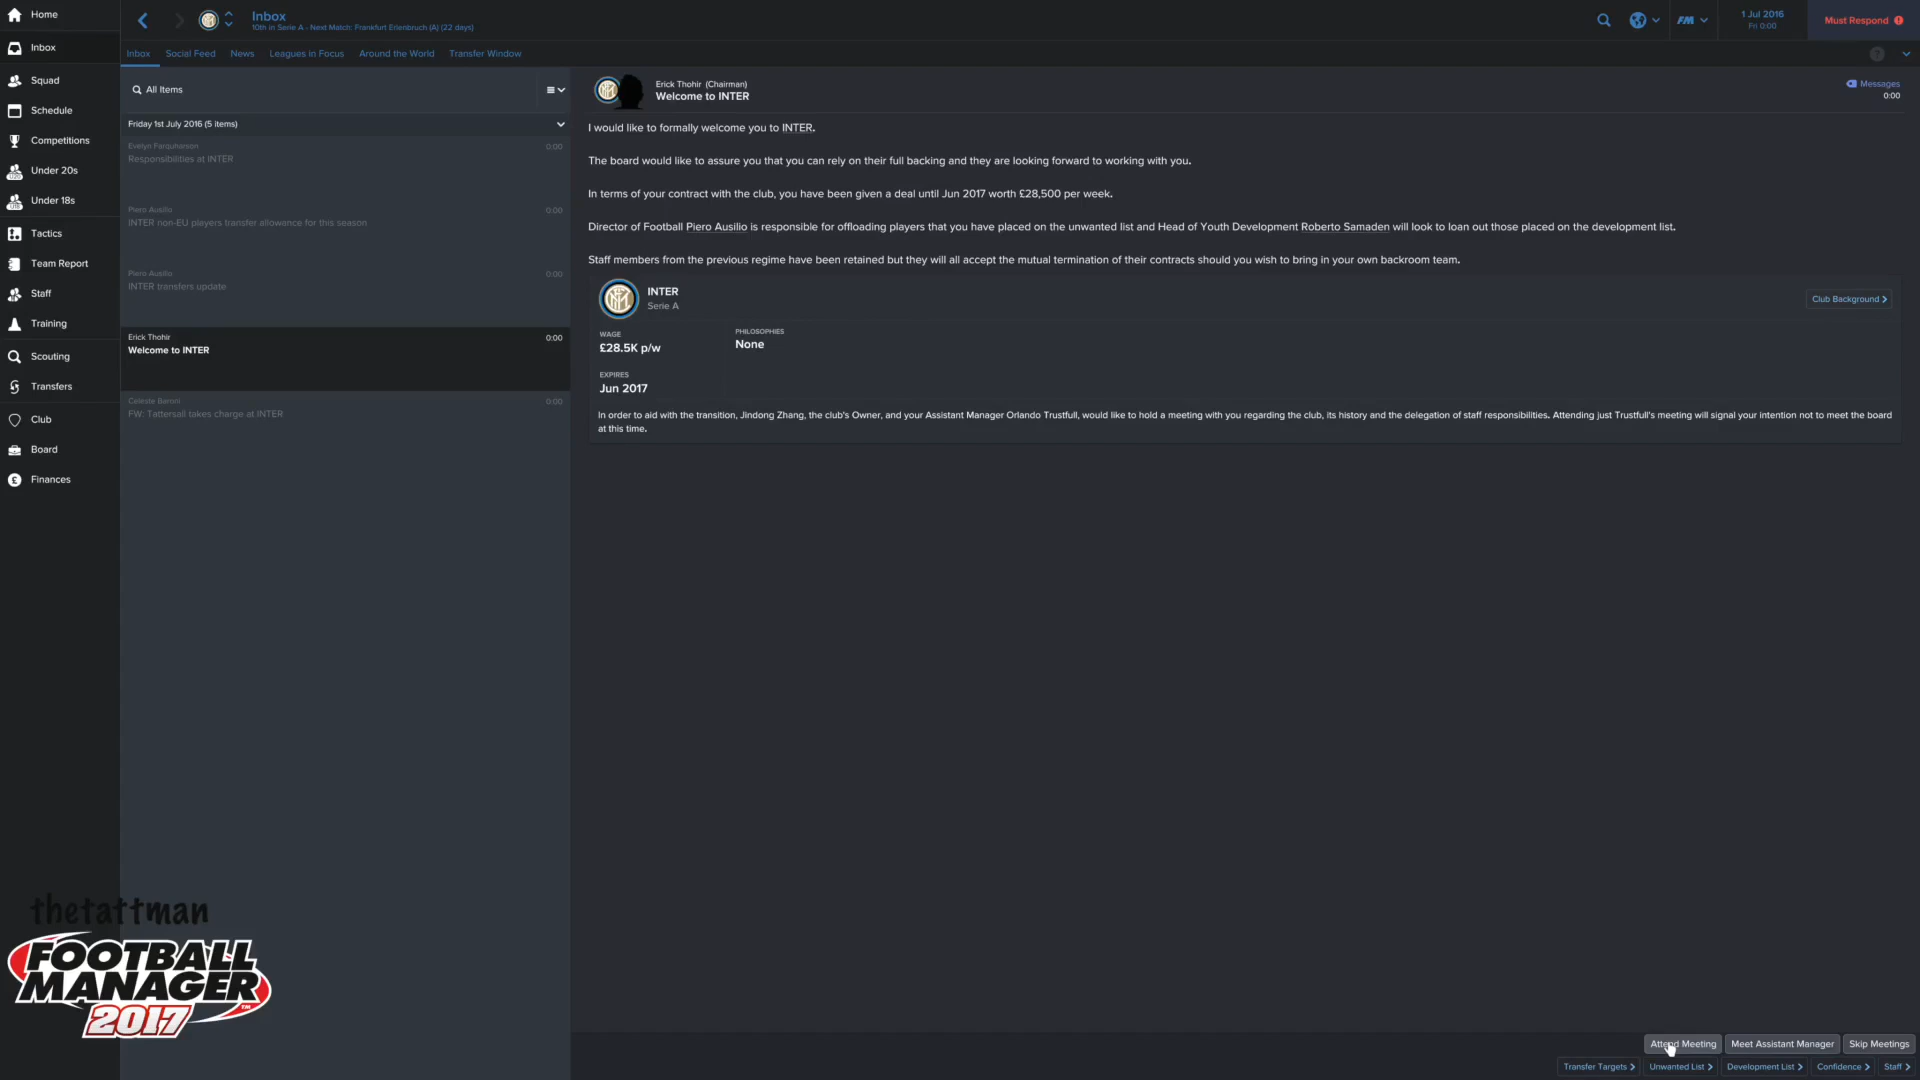 Home
Inbox
Squad
Schedule
Competitions
Under 20s
Under 18s
Tactics
Team Report
Staff
Training
Scouting
Transfers
Club
Board
Finances
Inbox
10th in Serie A - Next Match: Frankfurt Erlenbruch (A) (22 days)
FM
1 Jul 2016
Fri 0:00
Must Respond
Inbox Social Feed News Leagues in Focus Around the World Transfer Window
All Items
Friday 1st July 2016 (5 items)
Evelyn Farquharson 0:00
Responsibilities at INTER
Piero Ausilio 0:00
INTER non-EU players transfer allowance for this season
Piero Ausilio 0:00
INTER transfers update
Erick Thohir 0:00
Welcome to INTER
Celeste Baronti 0:00
FW: Tattersall takes charge at INTER
Erick Thohir (Chairman)
Welcome to INTER
Messages
0:00
I would like to formally welcome you to INTER.
The board would like to assure you that you can rely on their full backing and they are looking forward to working with you.
In terms of your contract with the club, you have been given a deal until Jun 2017 worth £28,500 per week.
Director of Football Piero Ausilio is responsible for offloading players that you have placed on the unwanted list and Head of Youth Development Roberto Samaden will look to loan out those placed on the development list.
Staff members from the previous regime have been retained but they will all accept the mutual termination of their contracts should you wish to bring in your own backroom team.
INTER
Serie A
Club Background
WAGE
£28.5K p/w
PHILOSOPHIES
None
EXPIRES
Jun 2017
In order to aid with the transition, Jindong Zhang, the club's Owner, and your Assistant Manager Orlando Trustfull, would like to hold a meeting with you regarding the club, its history and the delegation of staff responsibilities. Attending just Trustfull's meeting will signal your intention not to meet the board
at this time.
thetattman
FOOTBALL
MANAGER
2017
Attend Meeting Meet Assistant Manager Skip Meetings
Transfer Targets Unwanted List Development List Confidence Staff